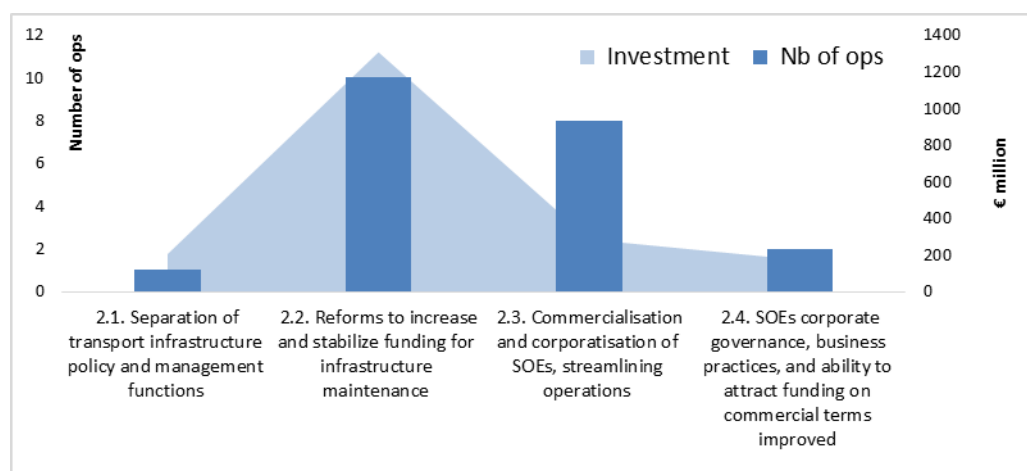 Investment Nb of ops
Number of ops
12
10
8
6
4
2
0
1400
1200
1000
800
600
400
200
0
€ million
2.1. Separation of
transport infrastructure
policy and management
functions
2.2. Reforms to increase
and stabilize funding for
infrastructure
maintenance
2.3. Commercialisation
and corporatisation of
SOEs, streamlining
operations
2.4. SOEs corporate
governance, business
practices, and ability to
attract funding on
commercial terms
improved